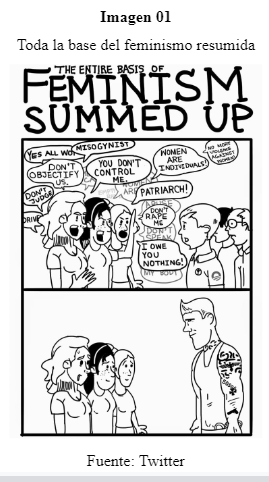 Imagen 01
Toda la base del feminismo resumida
THE ENTIRE BASIS OF
FEMINISM
SUMMED UP
YES ALL WO
MISOGYNIST
DON'T
OBJECTIFY
US.
YOU DON'T
CONTROL
ME.
WOMEN
ARE
INDIVIDUALS!
NO MORE
VIOLENCE
AGAINST
WOMEN!
DON'T
JUDGE
PATRIARCH!
DON'T
RAPE
ME
I OWE
YOU
NOTHING!
MY BODY
Fuente: Twitter